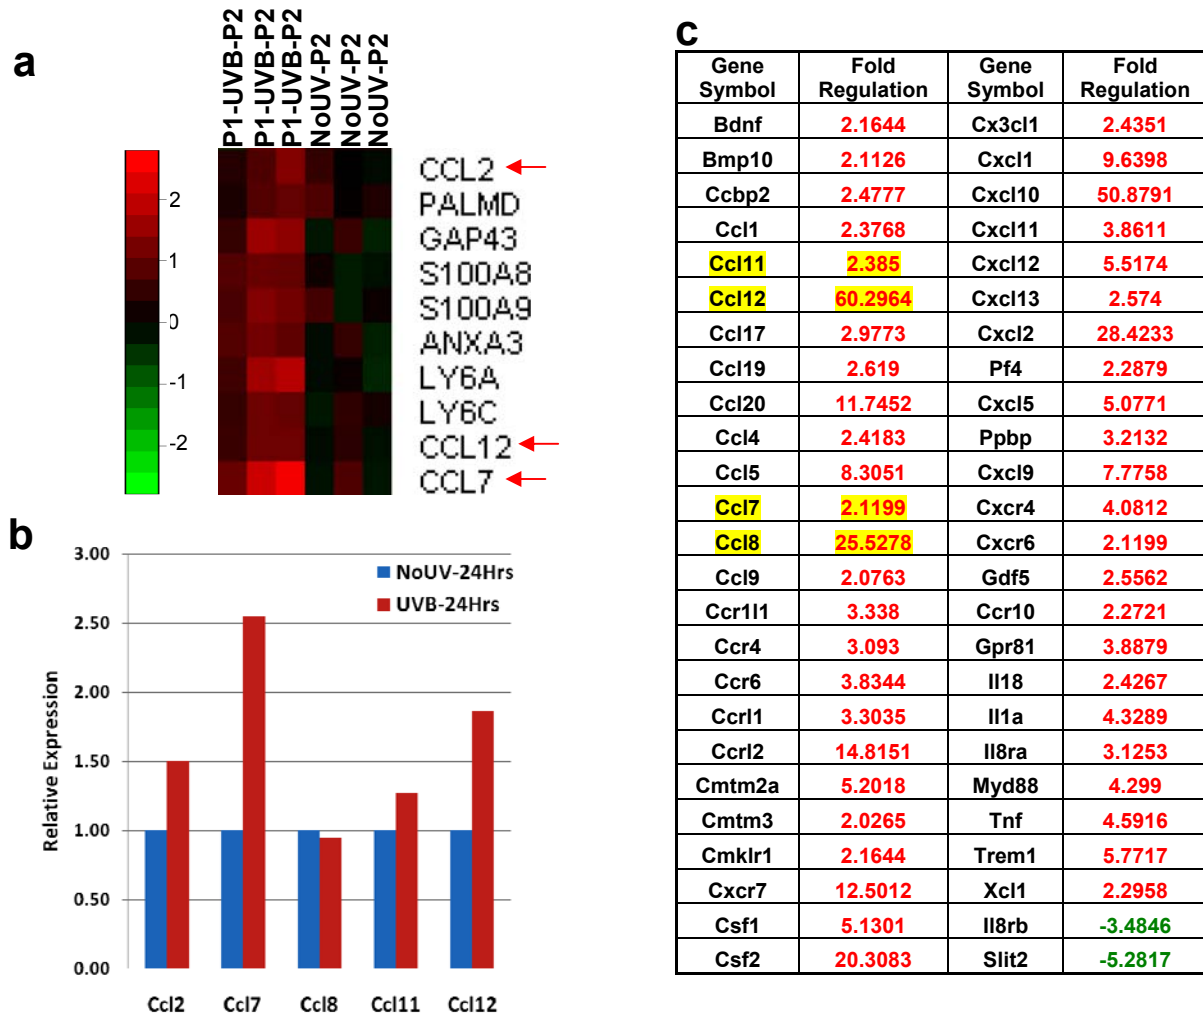 a
P1-UVB-P2
P1-UVB-P2
P1-UVB-P2
NoUV-P2
NoUV-P2
NoUV-P2
2
1
0
-1
-2
CCL2
PALMD
GAP43
S100A8
S100A9
ANXA3
LY6A
LY6C
CCL12
CCL7
b
3.00
2.50
2.00
1.50
1.00
0.50
0.00
Relative Expression
NoUV-24Hrs
UVB-24Hrs
Ccl2 Ccl7 Ccl8 Ccl11 Ccl12
c
Gene Symbol Fold Regulation Gene Symbol Fold Regulation
Bdnf 2.1644 Cx3cl1 2.4351
Bmp10 2.1126 Cxcl1 9.6398
Ccbp2 2.4777 Cxcl10 50.8791
Ccl1 2.3768 Cxcl11 3.8611
Ccl11 2.385 Cxcl12 5.5174
Ccl12 60.2964 Cxcl13 2.574
Ccl17 2.9773 Cxcl2 28.4233
Ccl19 2.619 Pf4 2.2879
Ccl20 11.7452 Cxcl5 5.0771
Ccl4 2.4183 Ppbp 3.2132
Ccl5 8.3051 Cxcl9 7.7758
Ccl7 2.1199 Cxcr4 4.0812
Ccl8 25.5278 Cxcr6 2.1199
Ccl9 2.0763 Gdf5 2.5562
Ccr1l1 3.338 Ccr10 2.2721
Ccr4 3.093 Gpr81 3.8879
Ccr6 3.8344 Il18 2.4267
Ccrl1 3.3035 Il1a 4.3289
Ccrl2 14.8151 Il8ra 3.1253
Cmtm2a 5.2018 Myd88 4.299
Cmtm3 2.0265 Tnf 4.5916
Cmklr1 2.1644 Trem1 5.7717
Cxcr7 12.5012 Xcl1 2.2958
Csf1 5.1301 Il8rb -3.4846
Csf2 20.3083 Slit2 -5.2817